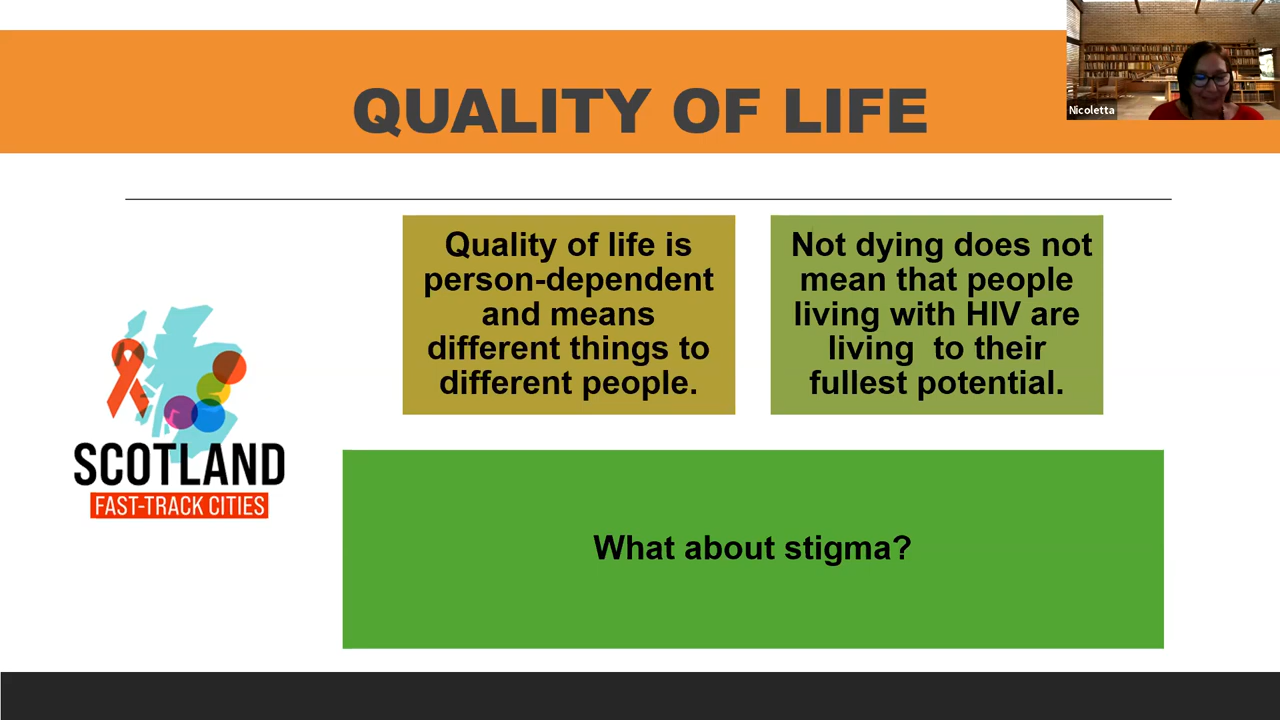 QUALITY OF LIFE
Nicoletta
Quality of life is
person-dependent
and means
different things to
different people.
Not dying does not
mean that people
living with HIV are
living  to their
fullest potential.
SCOTLAND
FAST-TRACK CITIES
What about stigma?